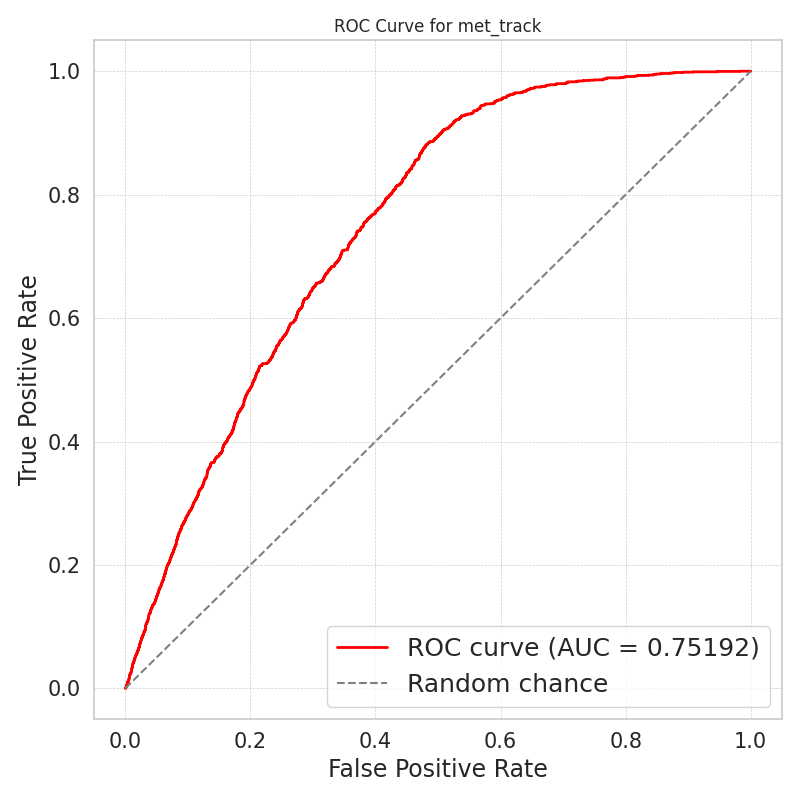 ROC Curve for met_track
True Positive Rate
1.0
0.8
0.6
0.4
0.2
0.0
ROC curve (AUC = 0.75192)
Random chance
0.0 0.2 0.4 0.6 0.8 1.0
False Positive Rate